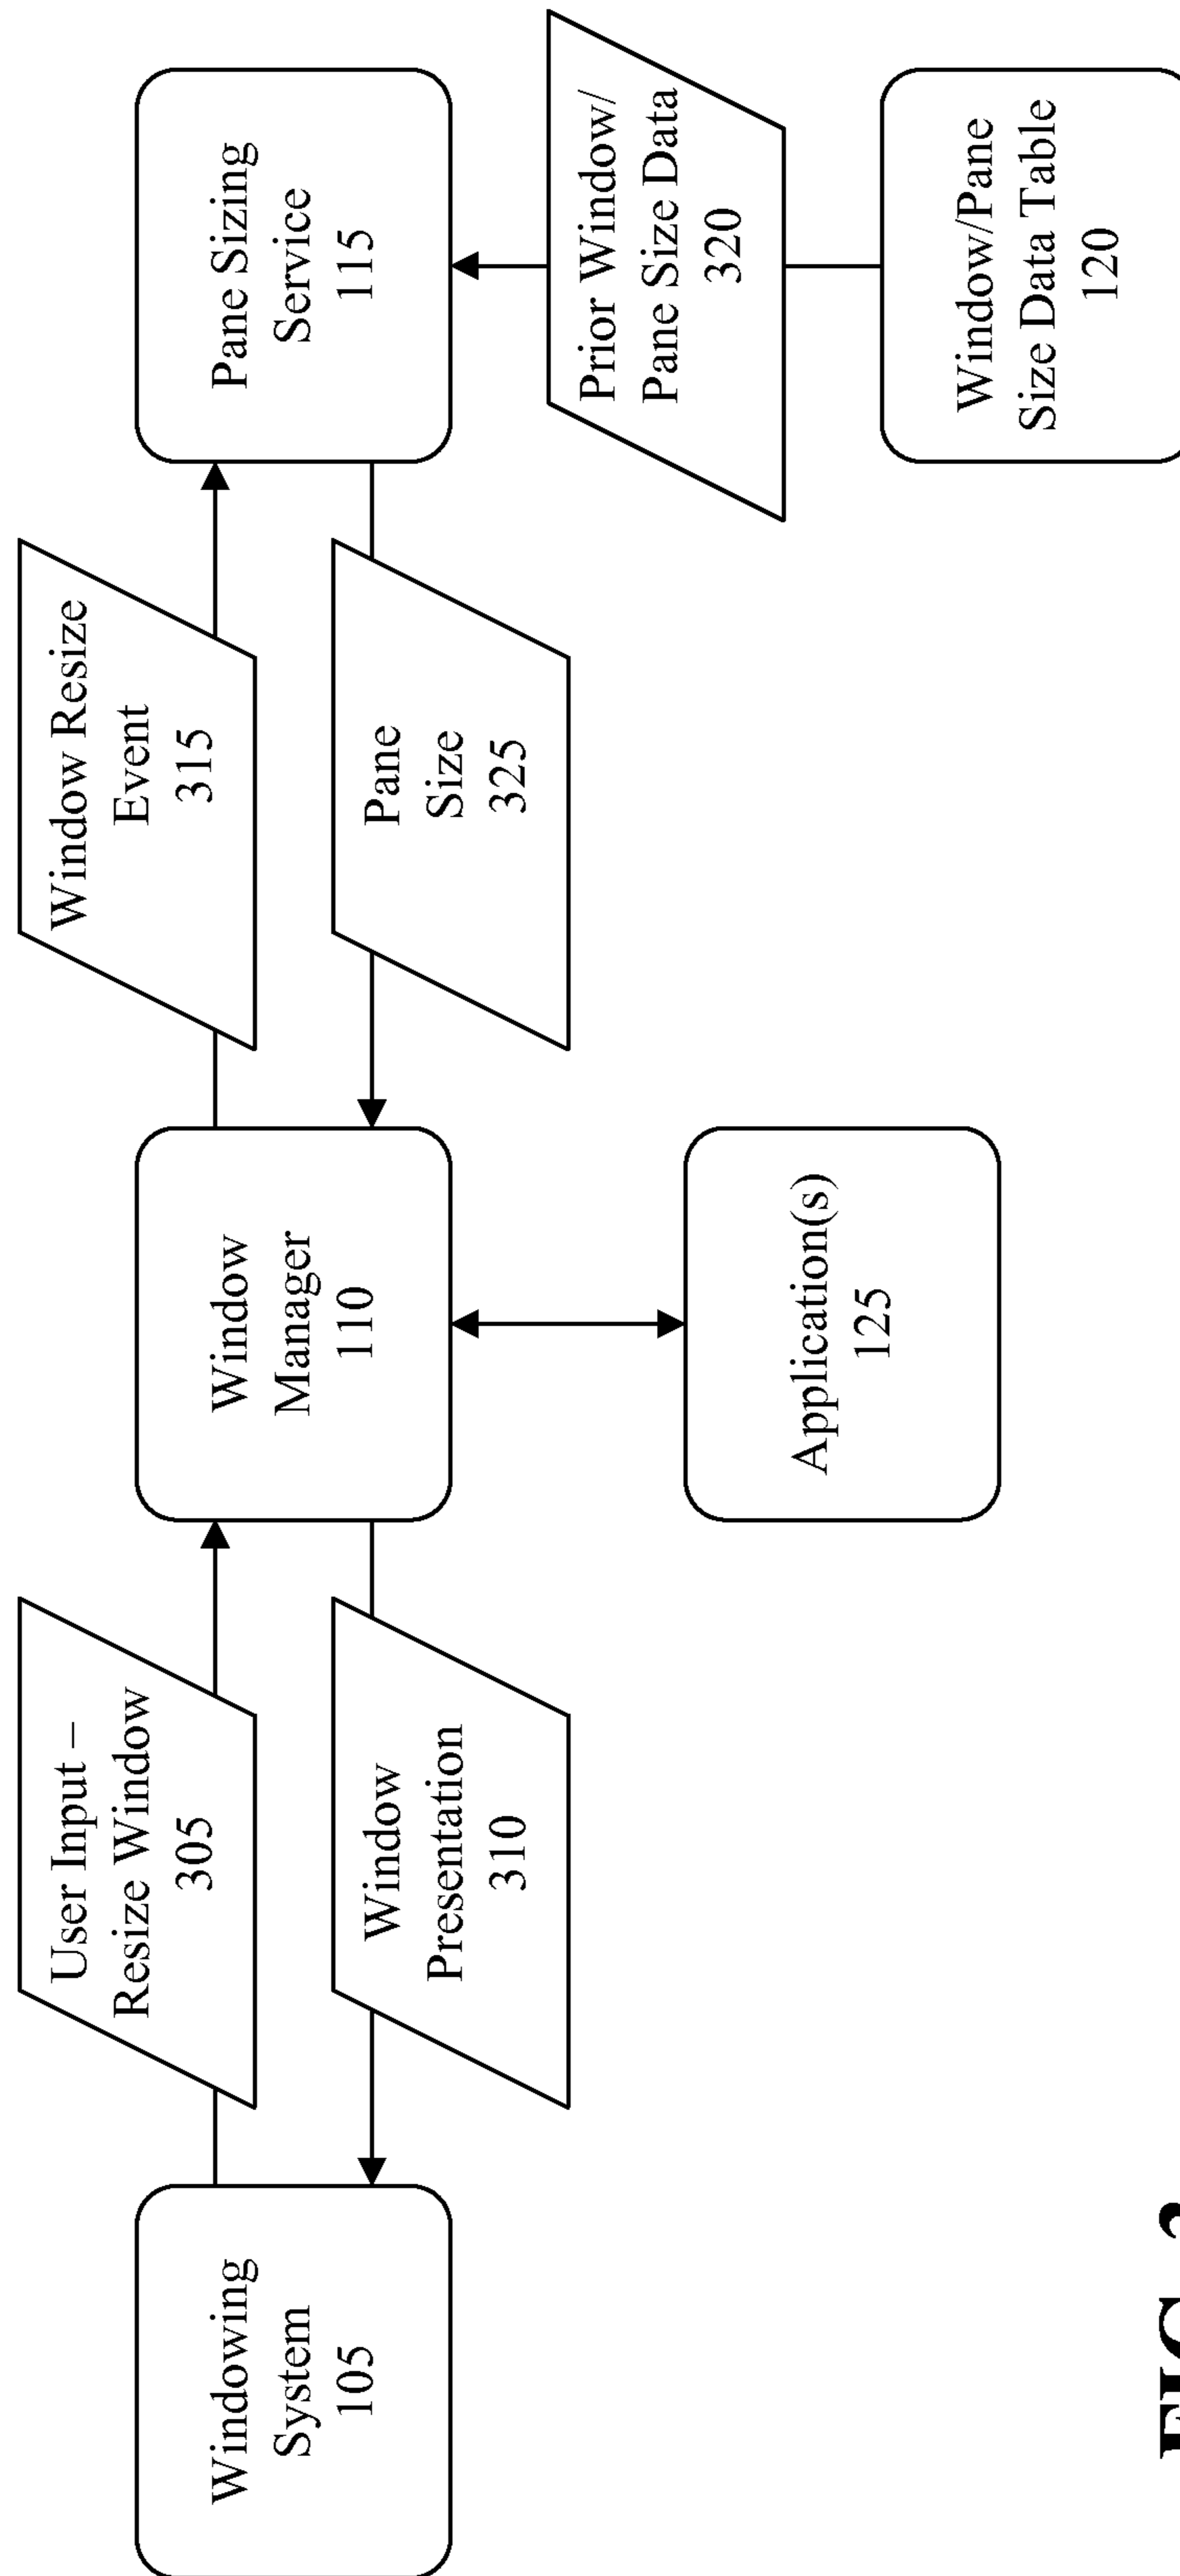 User Input –
Resize Window
305
Window Resize
Event
315
Windowing
System
105
Window
Manager
110
Pane Sizing
Service
115
Window
Presentation
310
Pane
Size
325
Prior Window/
Pane Size Data
320
Application(s)
125
Window/Pane
Size Data Table
120
FIG.